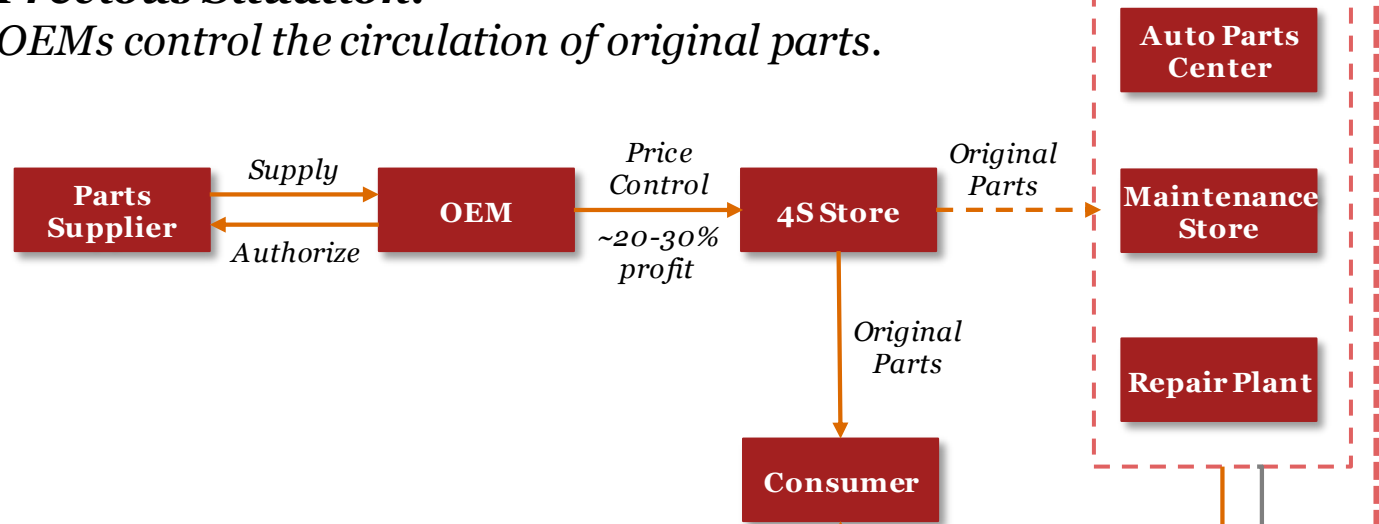 Situation:
OEMs control the circulation of original parts.
Auto Parts
Center
Parts
Supplier
Supply
Authorize
OEM
Price
Control
~20-30%
profit
4S Store
Original
Parts
Maintenance
Store
Original
Parts
Repair Plant
Consumer